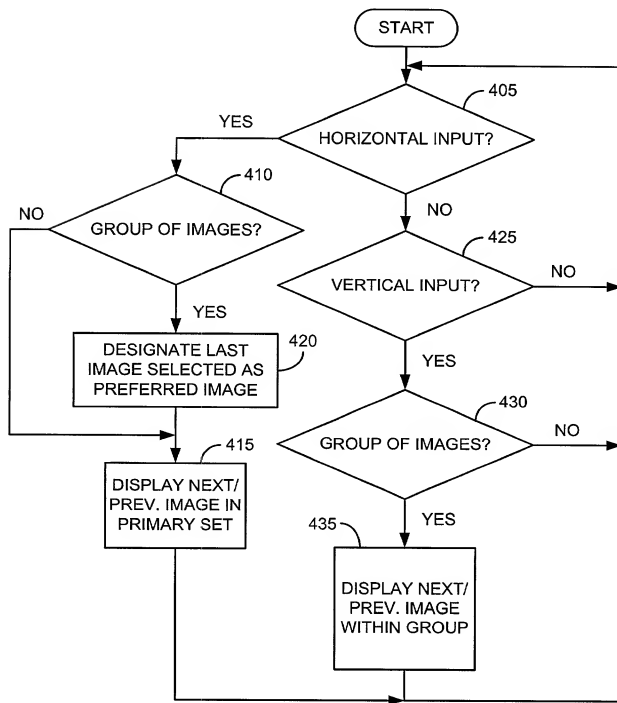 START
405
YES
HORIZONTAL INPUT?
410
NO
NO
425
GROUP OF IMAGES?
VERTICAL INPUT?
NO
YES
420
DESIGNATE LAST
IMAGE SELECTED AS
PREFERRED IMAGE
YES
430
GROUP OF IMAGES?
NO
415
DISPLAY NEXT/
PREV. IMAGE IN
PRIMARY SET
YES
435
DISPLAY NEXT/
PREV. IMAGE
WITHIN GROUP